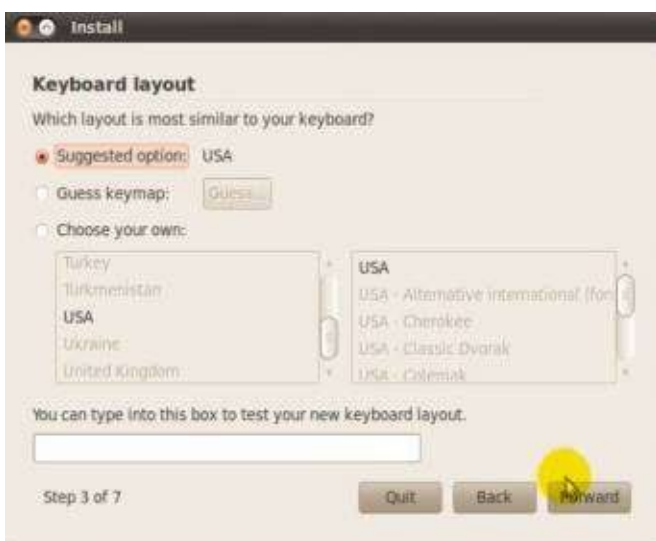 Install
Keyboard layout
Which layout is most similar to your keyboard?
Suggested option: USA
Guess keymap: Guess...
Choose your own:
Turkey
Turkmenistan
USA
Ukraine
United Kingdom
USA
USA - Alternative international (for
USA - Cherokee
USA - Classic Dvorak
USA - Colemak
You can type into this box to test your new keyboard layout.
Step 3 of 7
Quit Back Forward